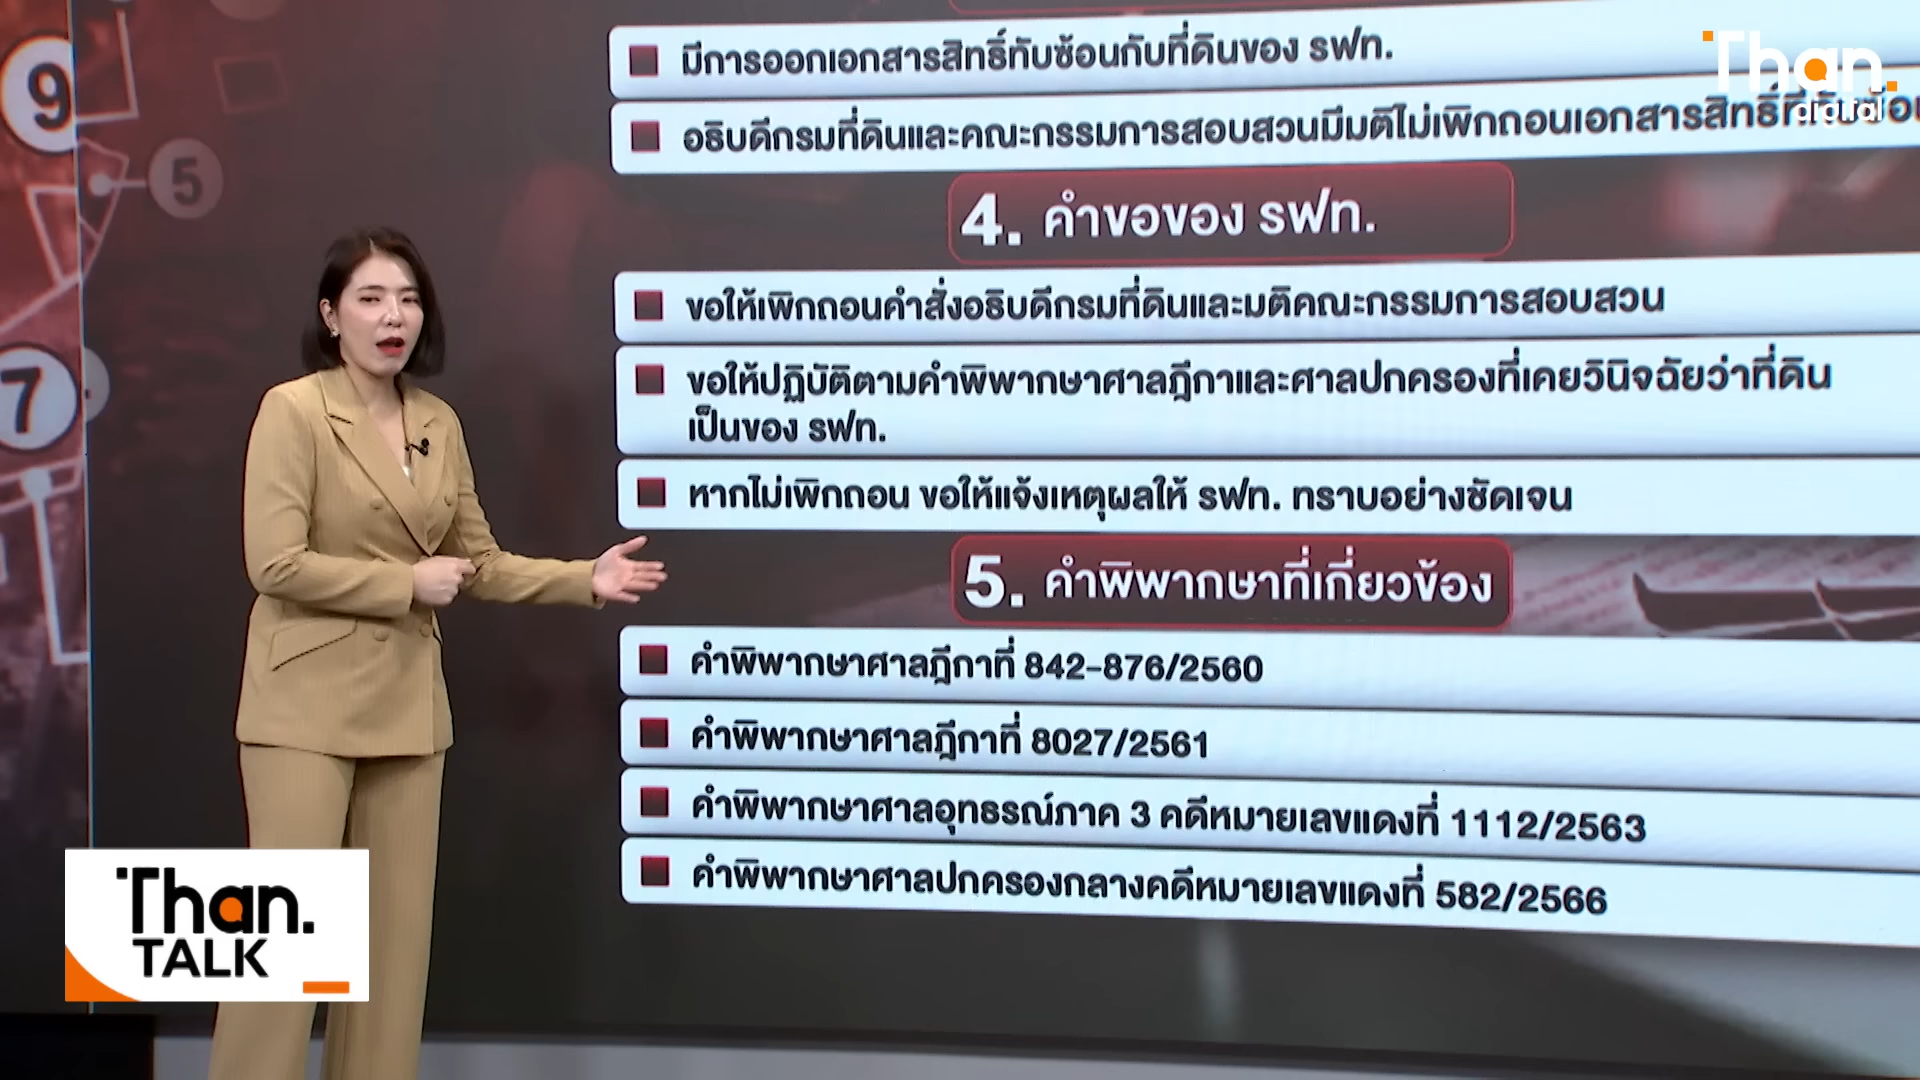 9
5
7
Than.
digital
มีการออกเอกสารสิทธิ์ทับซ้อนกับที่ดินของ รฟท.
อธิบดีกรมที่ดินและคณะกรรมการสอบสวนมีมติไม่เพิกถอนเอกสารสิทธิ์ที่
4. คำขอของ รฟท.
ขอให้เพิกถอนคำสั่งอธิบดีกรมที่ดินและมติคณะกรรมการสอบสวน
ขอให้ปฏิบัติตามคำพิพากษาศาลฎีกาและศาลปกครองที่เคยวินิจฉัยว่าที่ดิน
เป็นของ รฟท.
หากไม่เพิกถอน ขอให้แจ้งเหตุผลให้ รฟท. ทราบอย่างชัดเจน
5. คำพิพากษาที่เกี่ยวข้อง
คำพิพากษาศาลฎีกาที่ 842-876/2560
คำพิพากษาศาลฎีกาที่ 8027/2561
คำพิพากษาศาลอุทธรณ์ภาค 3 คดีหมายเลขแดงที่ 1112/2563
คำพิพากษาศาลปกครองกลางคดีหมายเลขแดงที่ 582/2566
Than.
TALK